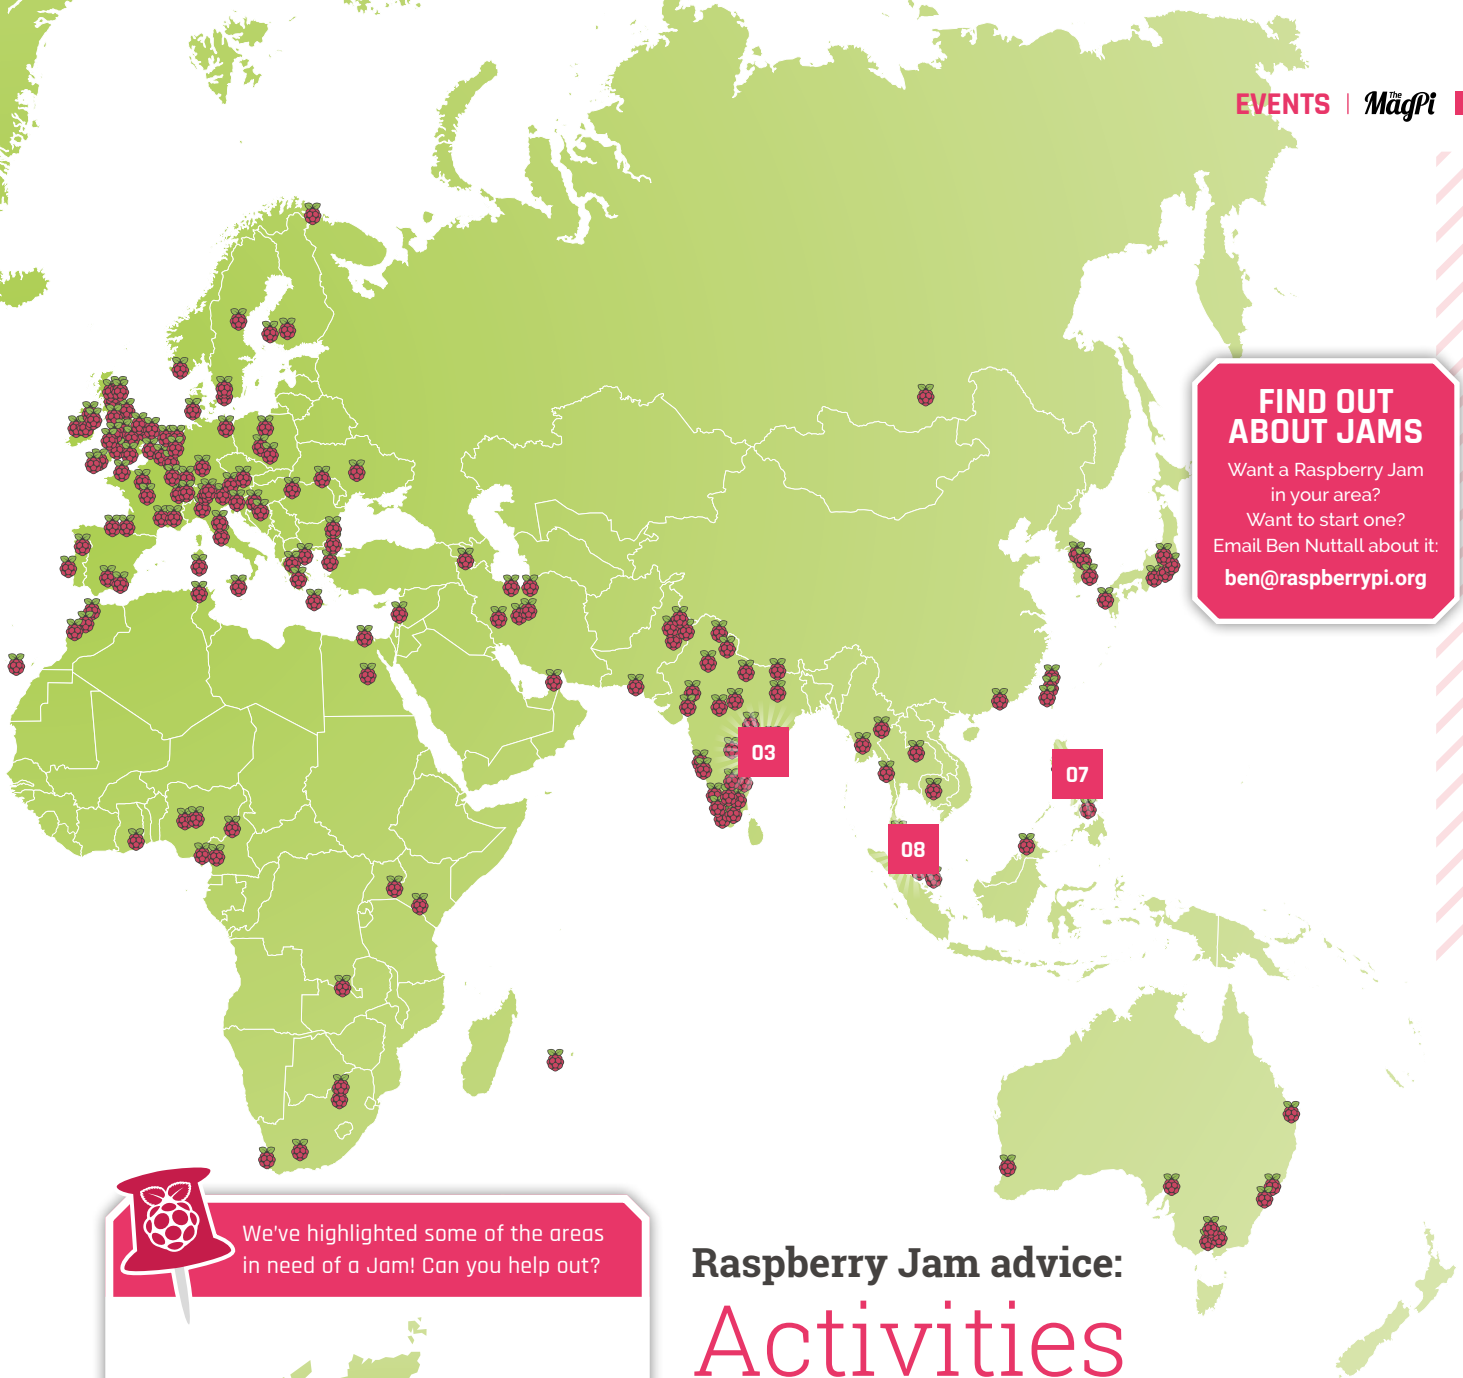 EVENTS
The MagPi
FIND OUT
ABOUT JAMS
Want a Raspberry Jam
in your area?
Want to start one?
Email Ben Nuttall about it:
ben@raspberrypi.org
03
07
08
We've highlighted some of the areas
in need of a Jam! Can you help out?
Raspberry Jam advice:
Activities